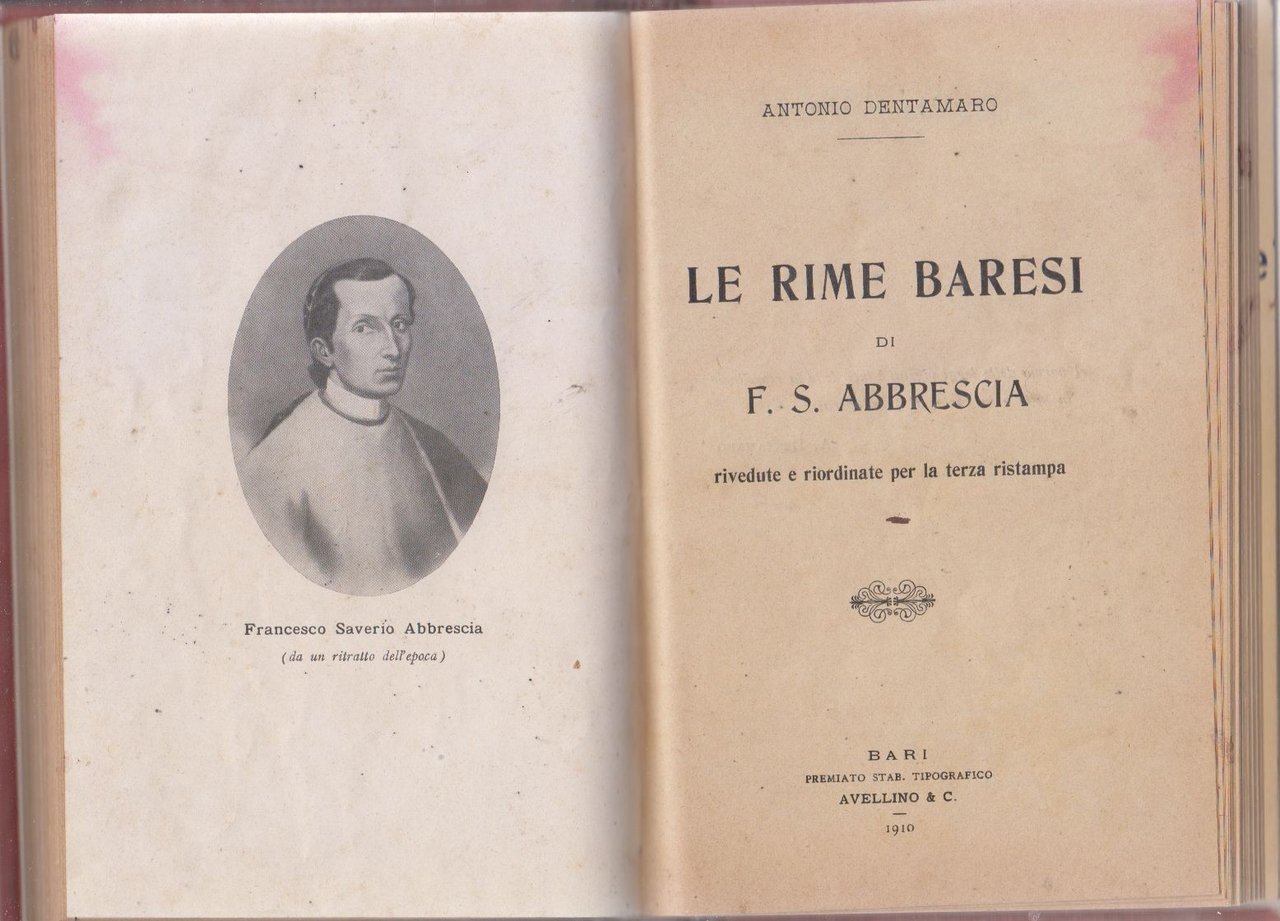 Francesco Saverio Abbrescia
(da un ritratto dell'epoca)
ANTONIO DENTAMARO
LE RIME BARESI
DI
F. S. ABBRESCIA
rivedute e riordinate per la terza ristampa
BARI
PREMIATO STAB. TIPOGRAFICO
AVELLINO & C.
1910